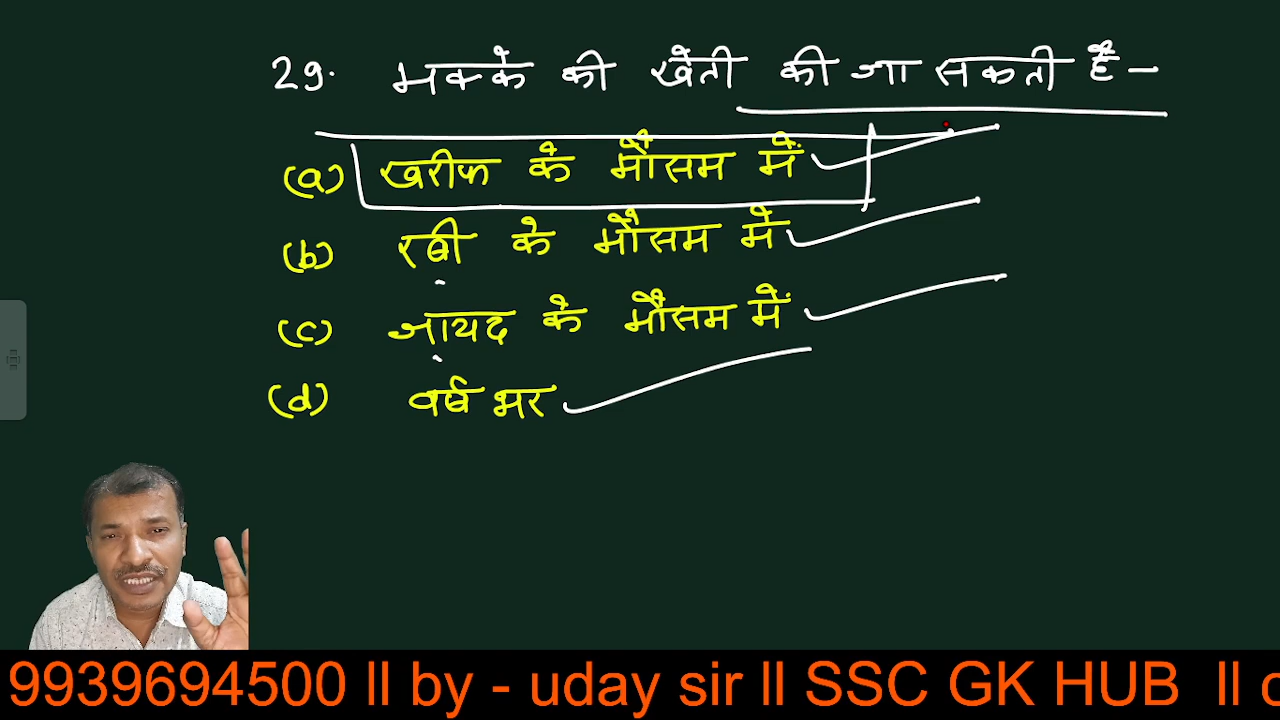 29. मक्के की खेती की जा सकती है -
(a) खरीफ के मौसम में
(b) रबी के मौसम में
(c) जायद के मौसम में
(d) वर्ष भर
9939694500 ll by - uday sir ll SSC GK HUB ll c